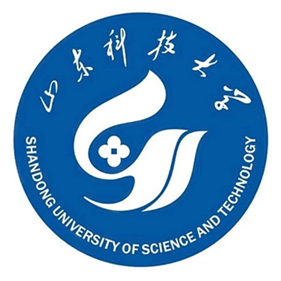 山东科技大学
SHANDONG UNIVERSITY OF SCIENCE AND TECHNOLOGY